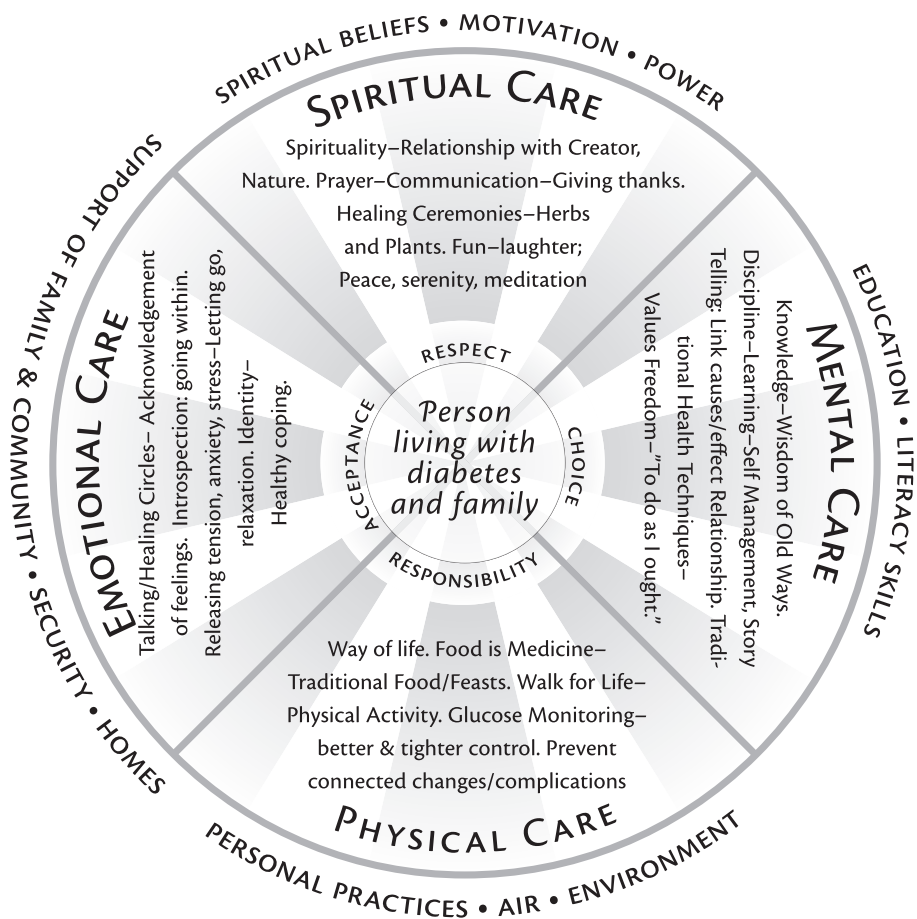 SPIRITUAL BELIEFS • MOTIVATION • POWER
SPIRITUAL CARE
Spirituality–Relationship with Creator,
Nature. Prayer–Communication–Giving thanks.
Healing Ceremonies–Herbs
and Plants. Fun–laughter;
Peace, serenity, meditation
EDUCATION • LITERACY SKILLS
MENTAL CARE
Knowledge–Wisdom of Old Ways.
Discipline–Learning–Self Management, Story
Telling: Link causes/effect Relationship. Tradi-
tional Health Techniques–
Values Freedom–"To do as I ought."
PERSONAL PRACTICES • AIR • ENVIRONMENT
PHYSICAL CARE
Way of life. Food is Medicine–
Traditional Food/Feasts. Walk for Life–
Physical Activity. Glucose Monitoring–
better & tighter control. Prevent
connected changes/complications
SUPPORT OF FAMILY & COMMUNITY • SECURITY • HOMES
EMOTIONAL CARE
Talking/Healing Circles– Acknowledgement
of feelings. Introspection: going within.
Releasing tension, anxiety, stress–Letting go,
relaxation. Identity–
Healthy coping.
RESPECT
CHOICE
RESPONSIBILITY
ACCEPTANCE
Person
living with
diabetes
and family